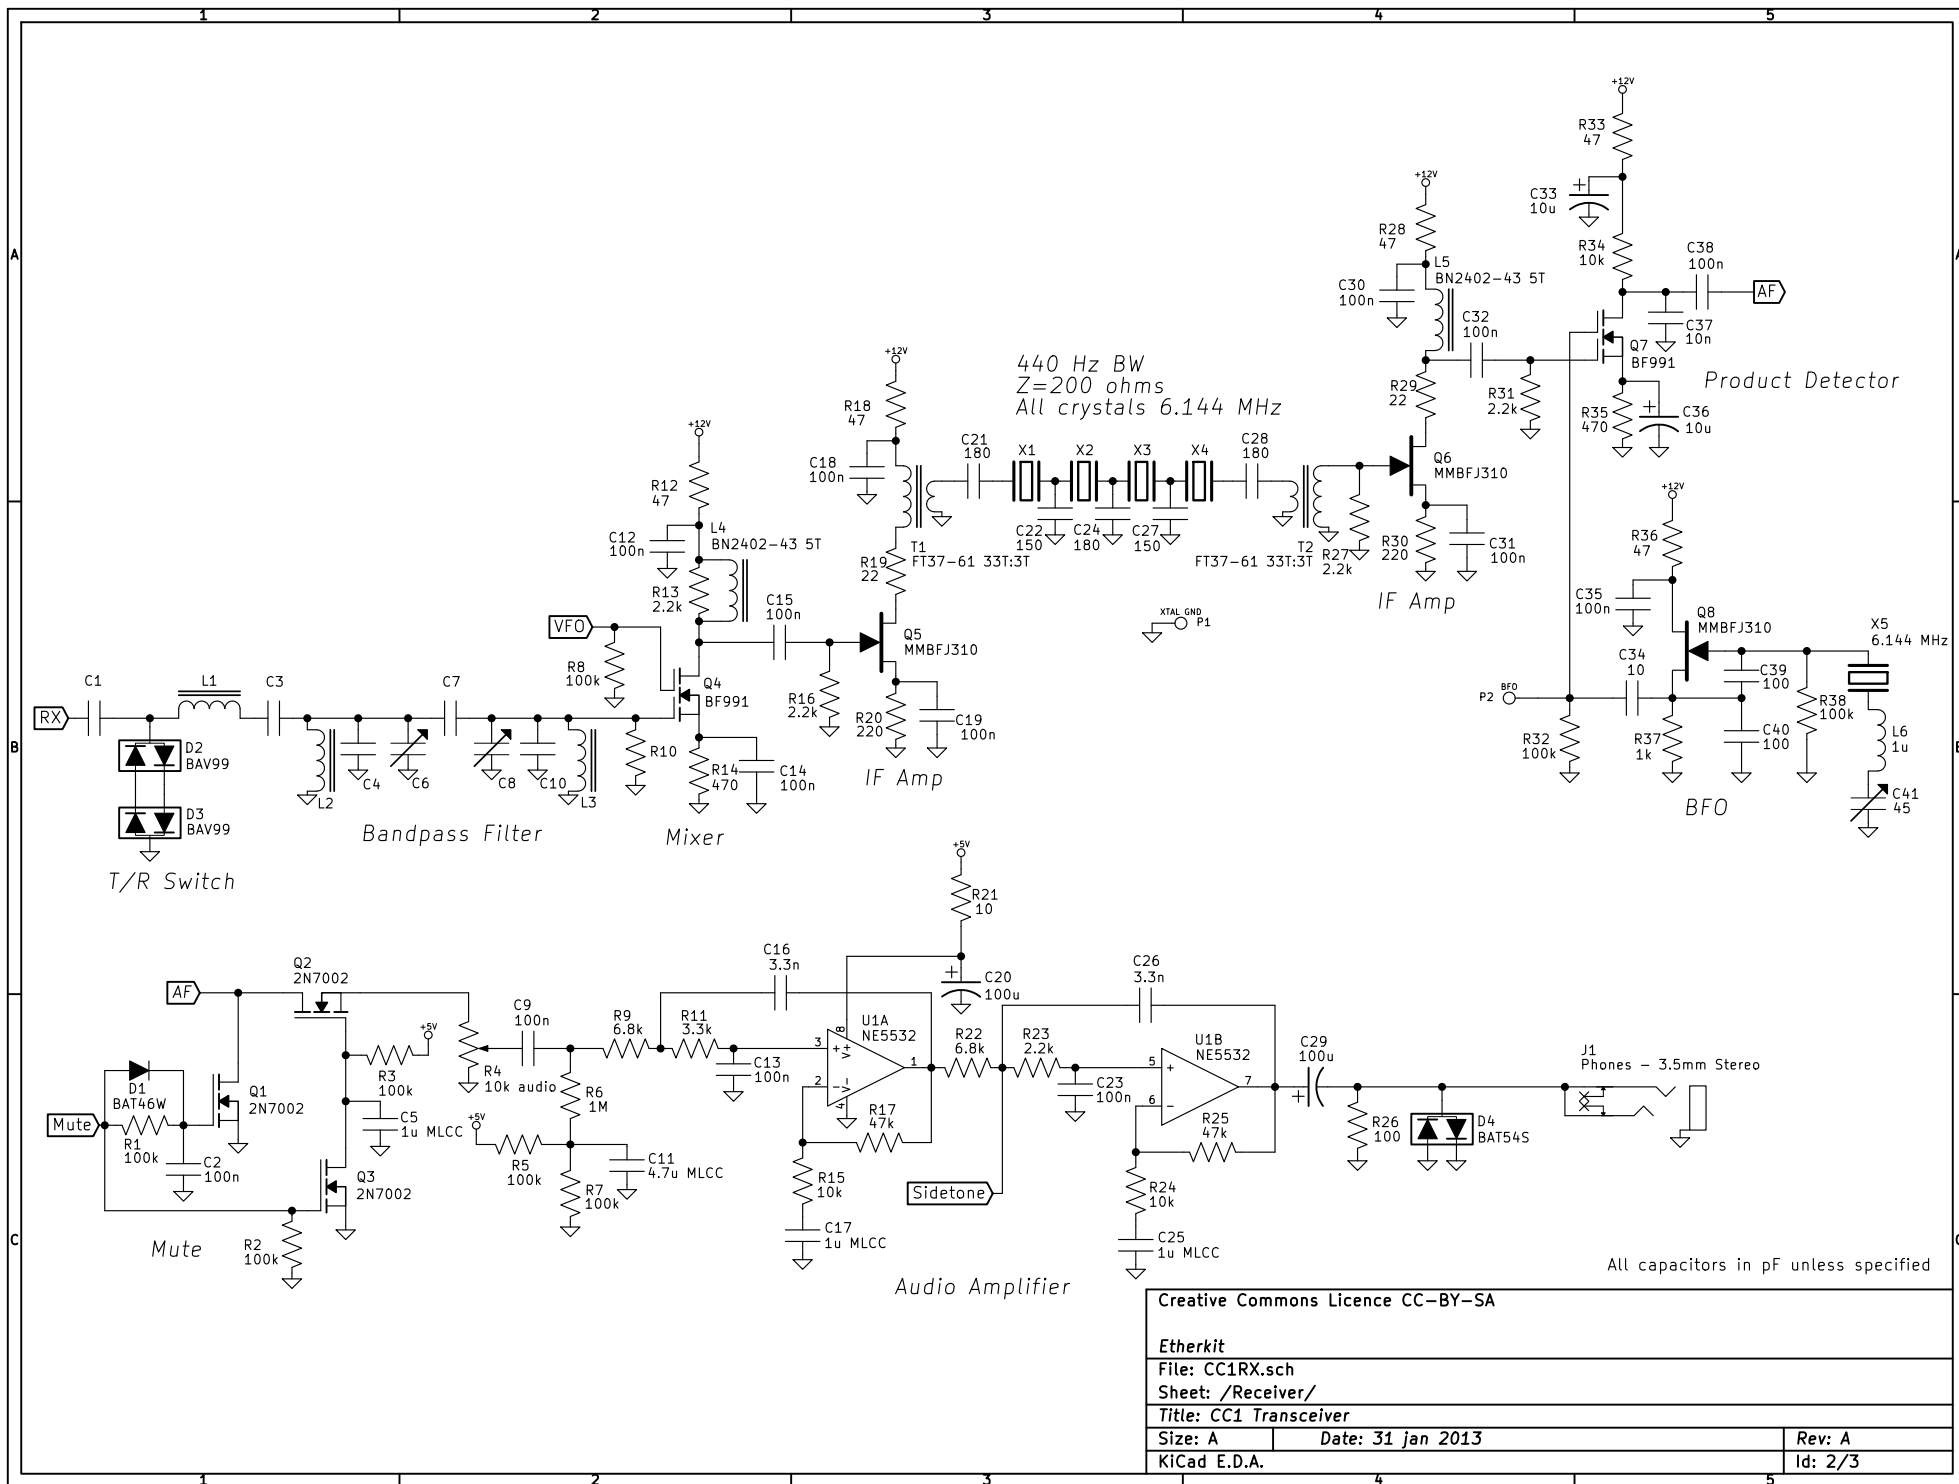 1 2 3 4 5
A
B
C
A
B
C
+12V
R33
47
C33
10u
R34
10k
C38
100n
AF
C37
10n
Q7
BF991
Product Detector
R35
470
C36
10u
+12V
R28
47
L5
BN2402-43 5T
C30
100n
C32
100n
R29
22
R31
2.2k
Q6
MMBFJ310
R30
220
C31
100n
R27
2.2k
IF Amp
440 Hz BW
Z=200 ohms
All crystals 6.144 MHz
+12V
R18
47
C18
100n
C21
180
X1
X2
X3
X4
C28
180
C22
150
C24
180
C27
150
T1
FT37-61 33T:3T
T2
FT37-61 33T:3T
R19
22
XTAL GND
P1
+12V
R12
47
C12
100n
L4
BN2402-43 5T
R13
2.2k
C15
100n
Q5
MMBFJ310
R16
2.2k
R20
220
C19
100n
IF Amp
VFO
R8
100k
Q4
BF991
R10
R14
470
C14
100n
Mixer
RX
C1
L1
C3
C7
D2
BAV99
D3
BAV99
L2
C4
C6
C8
C10
L3
Bandpass Filter
T/R Switch
+12V
R36
47
C35
100n
Q8
MMBFJ310
X5
6.144 MHz
C34
10
C39
100
BFO
P2
R38
100k
R32
100k
R37
1k
C40
100
L6
1u
C41
45
BFO
+5V
R21
10
C20
100u
AF
Q2
2N7002
+5V
R3
100k
D1
BAT46W
Mute
R1
100k
Q1
2N7002
C2
100n
C5
1u MLCC
Q3
2N7002
R2
100k
Mute
R4
10k audio
C9
100n
R9
6.8k
R11
3.3k
C16
3.3n
R6
1M
+5V
R5
100k
R7
100k
C11
4.7u MLCC
C13
100n
U1A
NE5532
3
2
1
8
4
+
-
V+
V-
R17
47k
R15
10k
C17
1u MLCC
R22
6.8k
R23
2.2k
C26
3.3n
C23
100n
Sidetone
U1B
NE5532
5
6
7
+
-
R25
47k
R24
10k
C25
1u MLCC
C29
100u
R26
100
D4
BAT54S
J1
Phones - 3.5mm Stereo
Audio Amplifier
All capacitors in pF unless specified
Creative Commons Licence CC-BY-SA
Etherkit
File: CC1RX.sch
Sheet: /Receiver/
Title: CC1 Transceiver
Size: A Date: 31 jan 2013 Rev: A
KiCad E.D.A. Id: 2/3
1 2 3 4 5